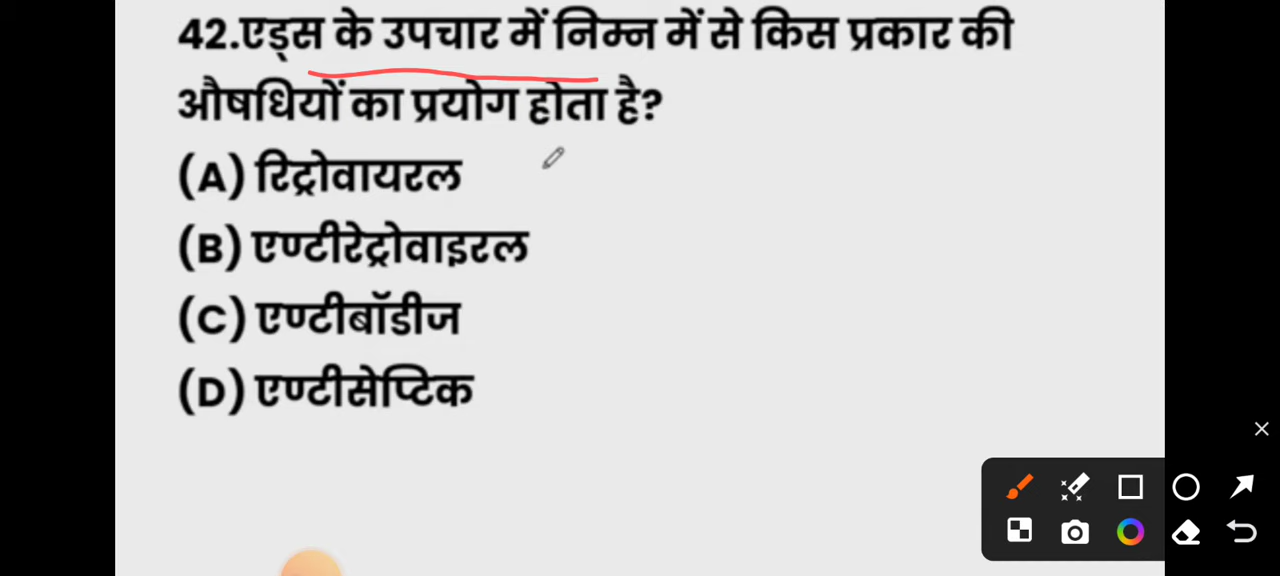 42.एड्स के उपचार में निम्न में से किस प्रकार की
औषधियों का प्रयोग होता है?
(A) रिट्रोवायरल
(B) एण्टीरेट्रोवाइरल
(C) एण्टीबॉडीज
(D) एण्टीसेप्टिक